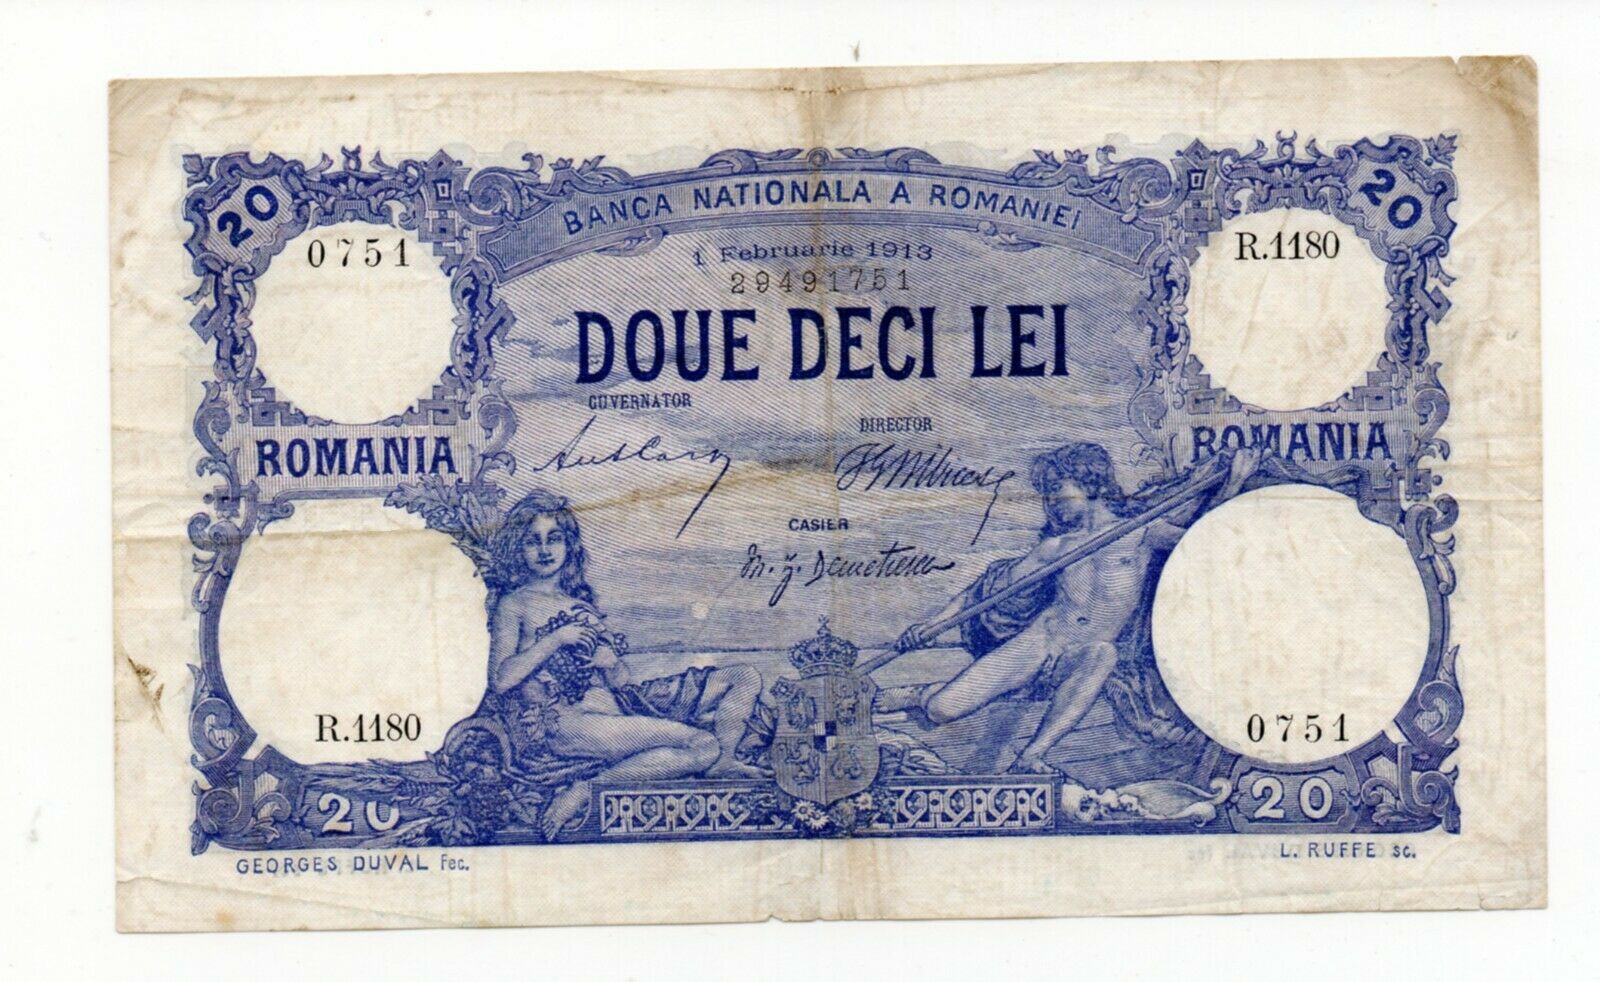 BANCA NATIONALA A ROMANIEI
20
20
0751
R.1180
1 Februarie 1913
29491751
DOUE DECI LEI
GUVERNATOR
DIRECTOR
ROMANIA
ROMANIA
CASIER
R.1180
0751
20
20
GEORGES DUVAL Fec.
L. RUFFE sc.